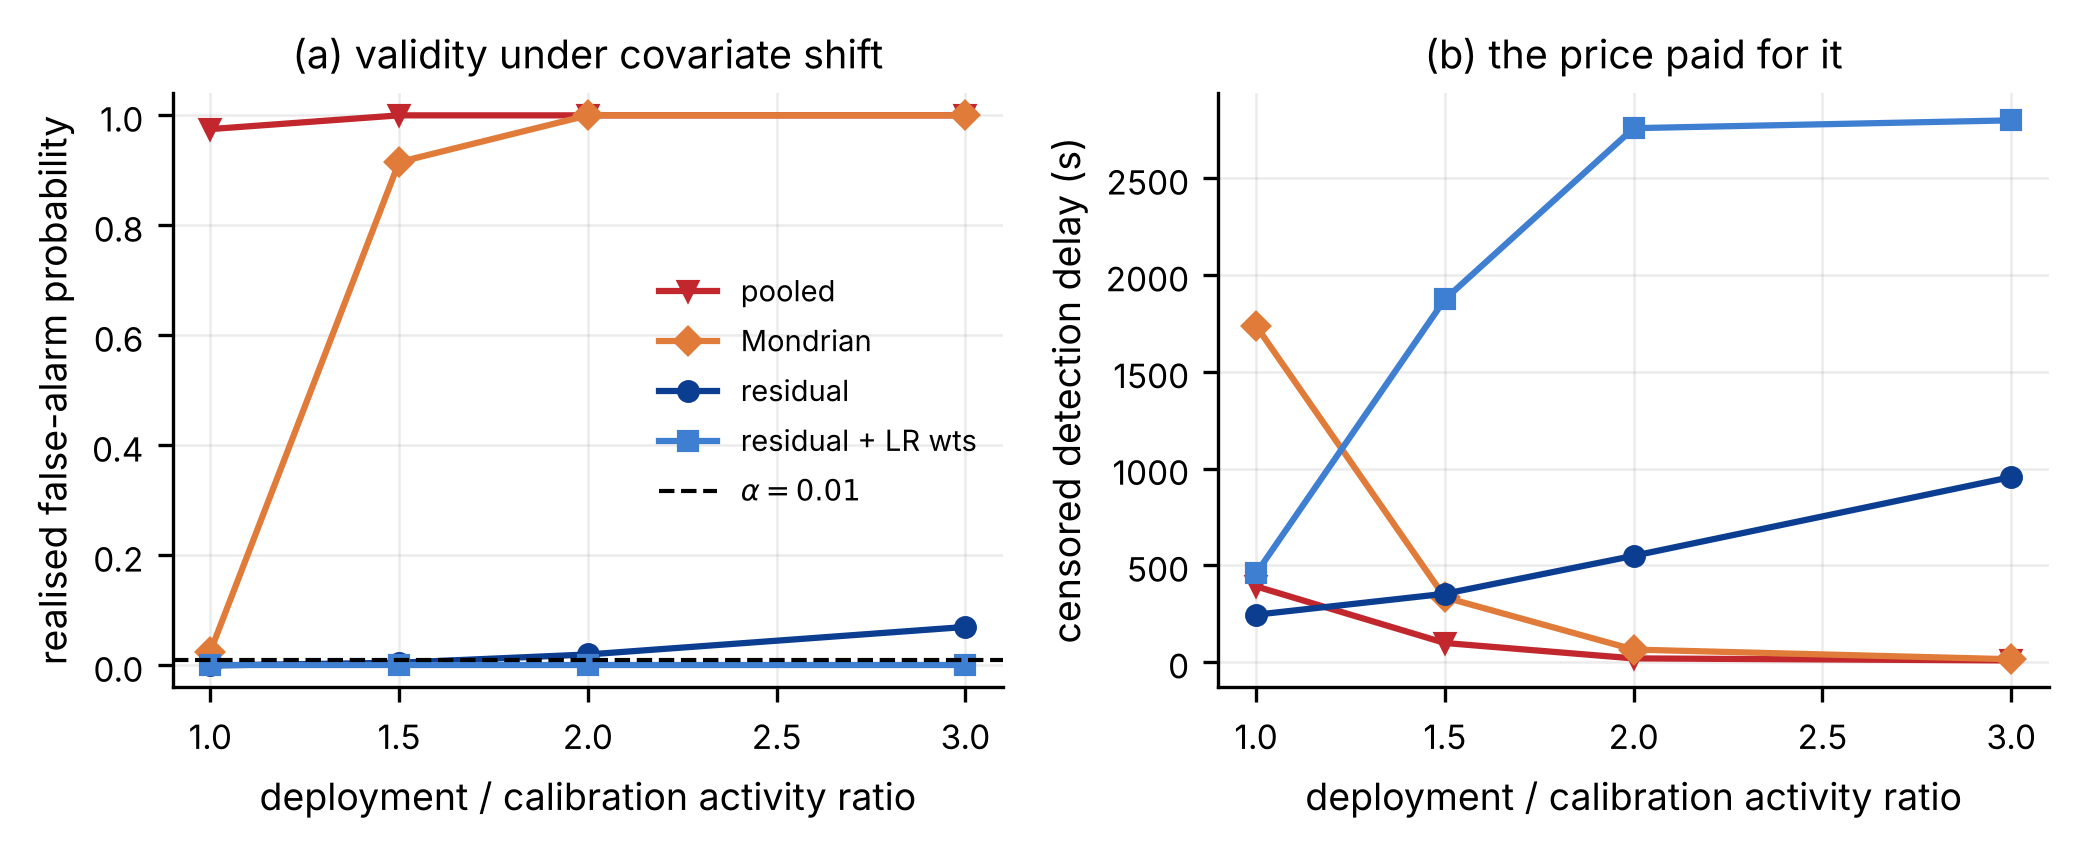 (a) validity under covariate shift
realised false-alarm probability
1.0
0.8
0.6
0.4
0.2
0.0
pooled
Mondrian
residual
residual + LR wts
α = 0.01
1.0 1.5 2.0 2.5 3.0
deployment / calibration activity ratio
(b) the price paid for it
censored detection delay (s)
2500
2000
1500
1000
500
0
1.0 1.5 2.0 2.5 3.0
deployment / calibration activity ratio